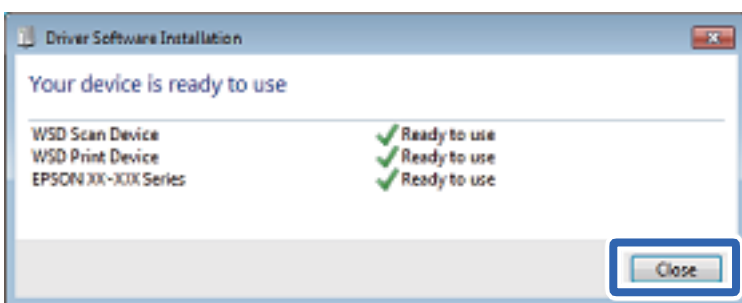 Driver Software Installation
Your device is ready to use
WSD Scan Device Ready to use
WSD Print Device Ready to use
EPSON XX-XXX Series Ready to use
Close